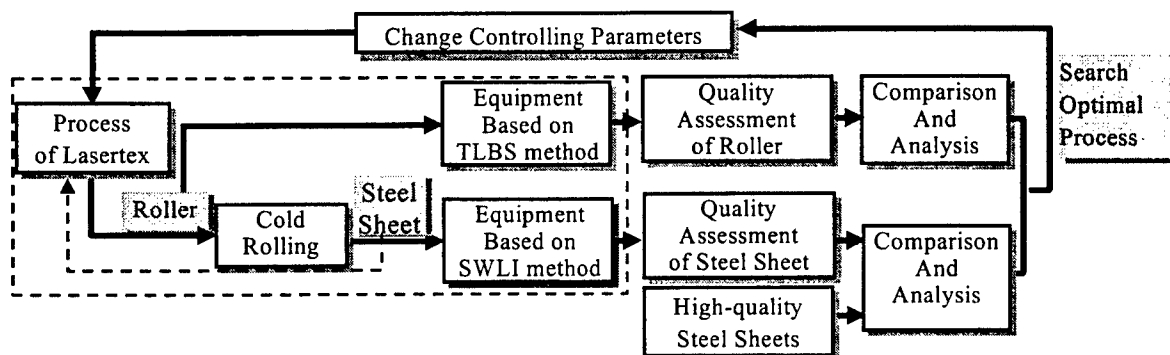 Change Controlling Parameters
Search
Optimal
Process
Process
of Lasertex
Equipment
Based on
TLBS method
Quality
Assessment
of Roller
Comparison
And
Analysis
Roller
Cold
Rolling
Steel
Sheet
Equipment
Based on
SWLI method
Quality
Assessment
of Steel Sheet
Comparison
And
Analysis
High-quality
Steel Sheets